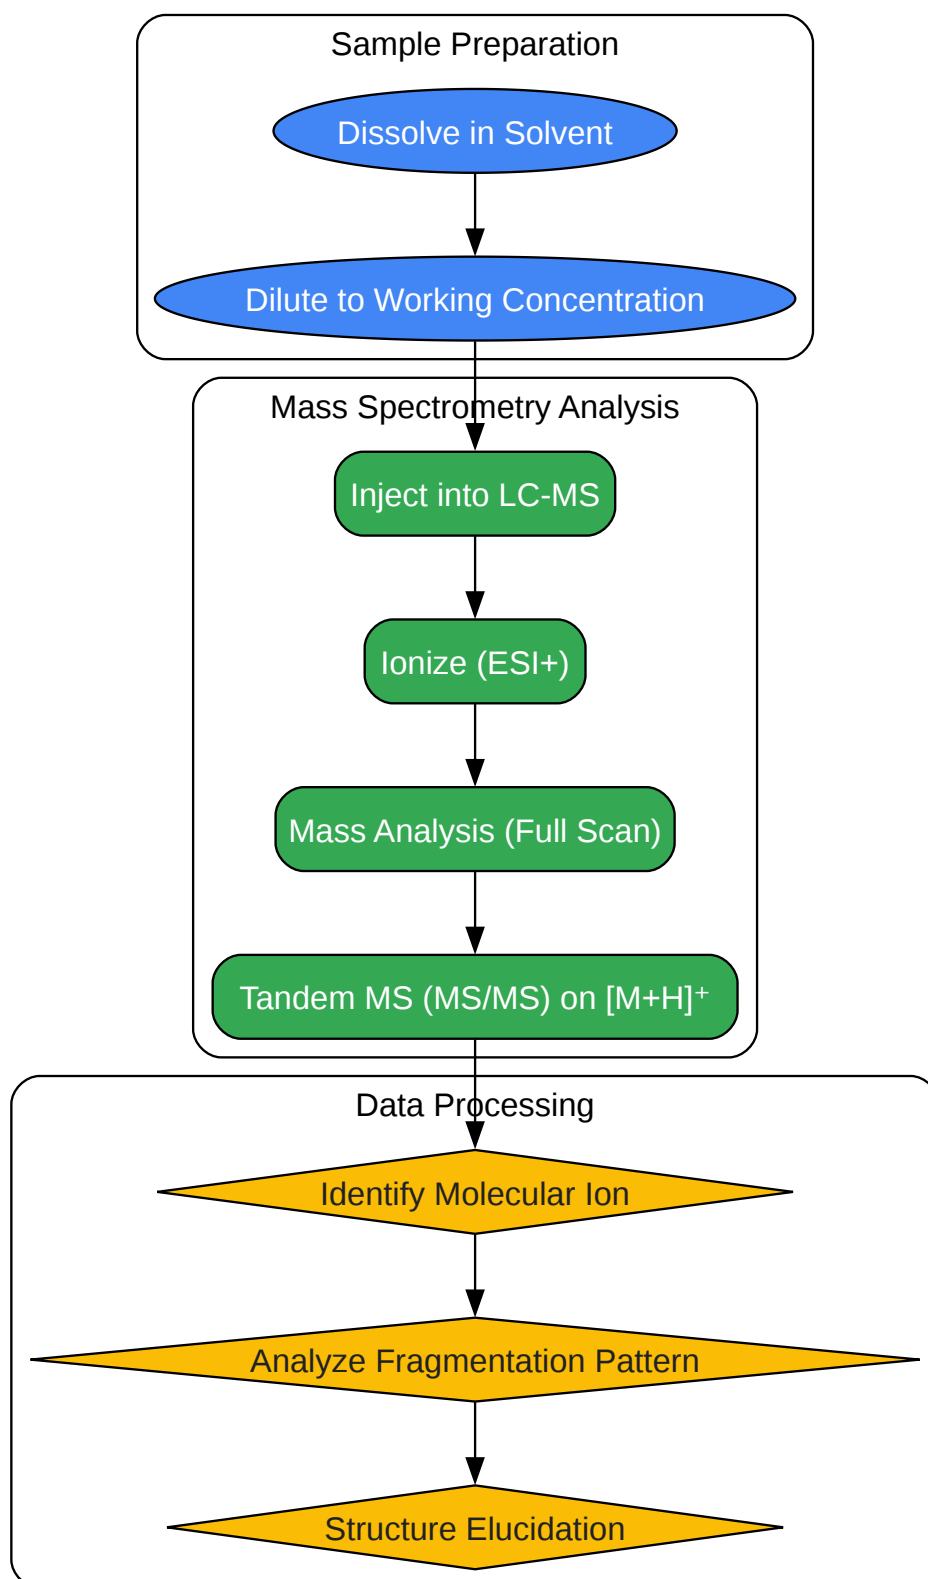 Sample Preparation
Dissolve in Solvent
Dilute to Working Concentration
Mass Spectrometry Analysis
Inject into LC-MS
Ionize (ESI+)
Mass Analysis (Full Scan)
Tandem MS (MS/MS) on [M+H]⁺
Data Processing
Identify Molecular Ion
Analyze Fragmentation Pattern
Structure Elucidation